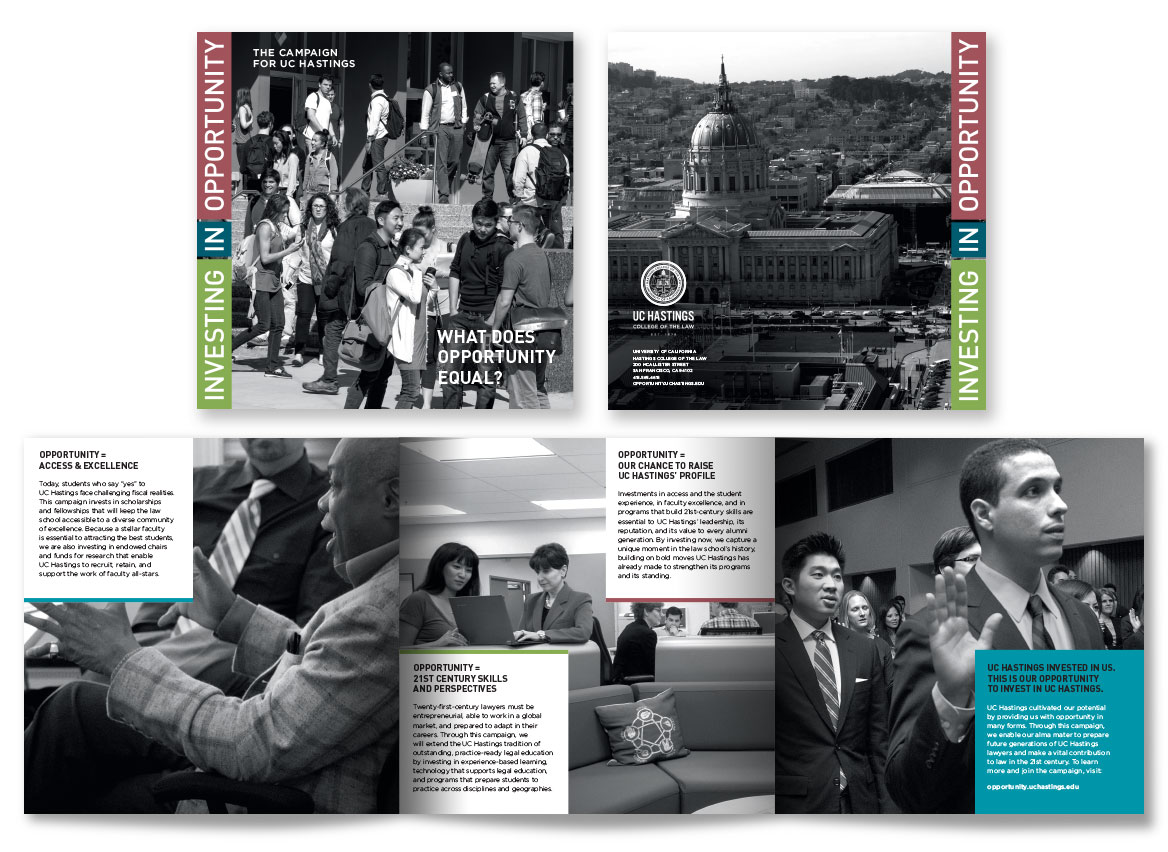 THE CAMPAIGN
FOR UC HASTINGS
INVESTING IN OPPORTUNITY
WHAT DOES
OPPORTUNITY
EQUAL?
UC HASTINGS
COLLEGE OF THE LAW
UNIVERSITY OF CALIFORNIA
HASTINGS COLLEGE OF THE LAW
200 MCALLISTER STREET
SAN FRANCISCO, CA 94102
OPPORTUNITY.UCHASTINGS.EDU
INVESTING IN OPPORTUNITY
OPPORTUNITY =
ACCESS & EXCELLENCE
Today, students who say “yes” to
UC Hastings face challenging fiscal realities.
This campaign invests in scholarships
and fellowships that will keep the law
school accessible to a diverse community
of excellence. Because a stellar faculty
is essential to attracting the best students,
we are also investing in endowed chairs
and funds for research that enable
UC Hastings to recruit, retain, and
support the work of faculty all-stars.
OPPORTUNITY =
21ST CENTURY SKILLS
AND PERSPECTIVES
Twenty-first-century lawyers must be
entrepreneurial, able to work in a global
market, and prepared to adapt in their
careers. Through this campaign, we
will extend the UC Hastings tradition of
outstanding, practice-ready legal education
by investing in experience-based learning,
technology that supports legal education,
and programs that prepare students to
practice across disciplines and geographies.
OPPORTUNITY =
OUR CHANCE TO RAISE
UC HASTINGS’ PROFILE
Investments in access and the student
experience, in faculty excellence, and in
programs that build 21st-century skills are
essential to UC Hastings’ leadership, its
reputation, and its value to every alumni
generation. By investing now, we capture a
unique moment in the law school’s history,
building on bold moves UC Hastings has
already made to strengthen its programs
and its standing.
UC HASTINGS INVESTED IN US.
THIS IS OUR OPPORTUNITY
TO INVEST IN UC HASTINGS.
UC Hastings cultivated our potential
by providing us with opportunity in
many forms. Through this campaign,
we enable our alma mater to prepare
future generations of UC Hastings
lawyers and make a vital contribution
to law in the 21st century. To learn
more and join the campaign, visit:
opportunity.uchastings.edu